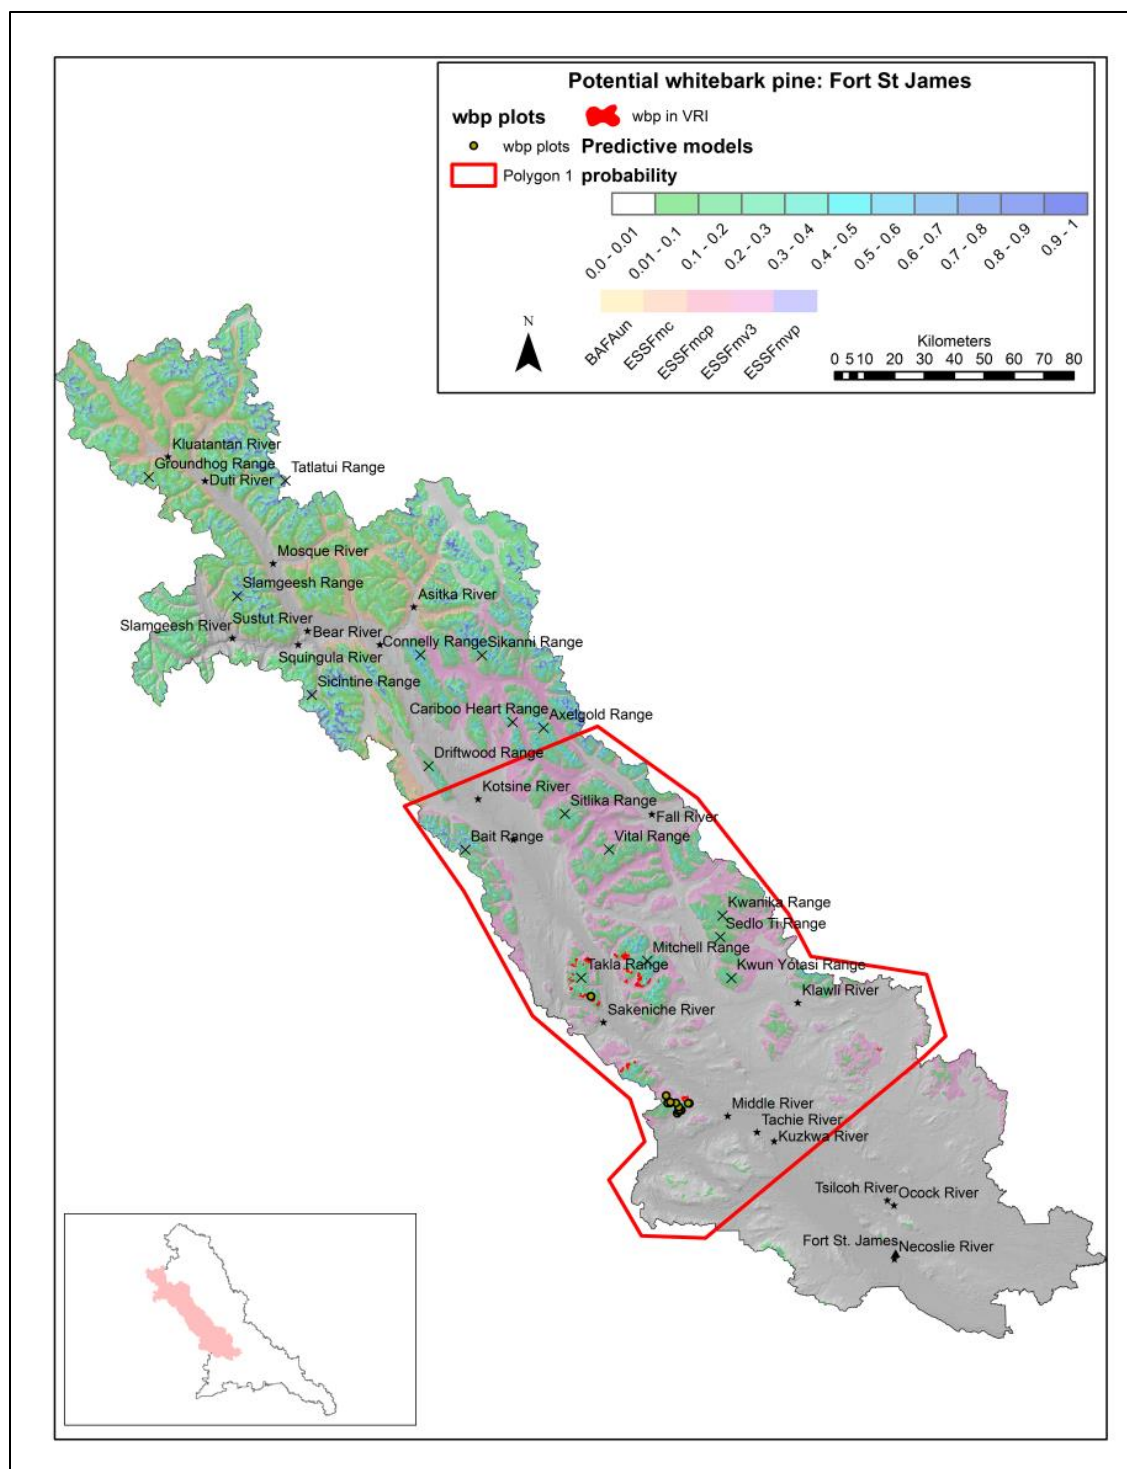 Potential whitebark pine: Fort St James
wbp plots
wbp in VRI
wbp plots
Predictive models
Polygon 1
probability
0.0 - 0.01
0.01 - 0.1
0.1 - 0.2
0.2 - 0.3
0.3 - 0.4
0.4 - 0.5
0.5 - 0.6
0.6 - 0.7
0.7 - 0.8
0.8 - 0.9
0.9 - 1
BAFAun
ESSFmc
ESSFmcp
ESSFmv3
ESSFmvp
N
Kilometers
0 5 10 20 30 40 50 60 70 80
Kluatantan River
Groundhog Range
Tatlatui Range
Duti River
Mosque River
Slamgeesh Range
Asitka River
Sustut River
Slamgeesh River
Bear River
Connelly Range
Sikanni Range
Squingula River
Sicintine Range
Cariboo Heart Range
Axelgold Range
Driftwood Range
Kotsine River
Sitlika Range
Fall River
Bait Range
Vital Range
Kwanika Range
Sedlo Ti Range
Mitchell Range
Takla Range
Kwun Yotasi Range
Klawli River
Sakeniche River
Middle River
Tachie River
Kuzkwa River
Tsilcoh River
Ocock River
Fort St. James
Necoslie River